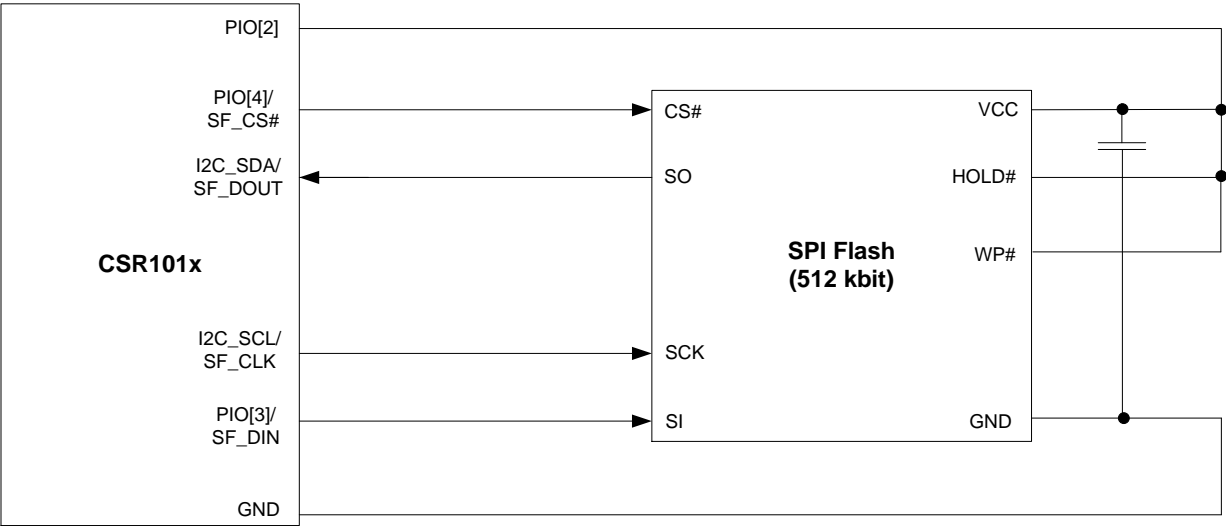 PIO[2]
PIO[4]/
SF_CS#
I2C_SDA/
SF_DOUT
CSR101x
I2C_SCL/
SF_CLK
PIO[3]/
SF_DIN
GND
CS#
SO
SCK
SI
SPI Flash
(512 kbit)
VCC
HOLD#
WP#
GND